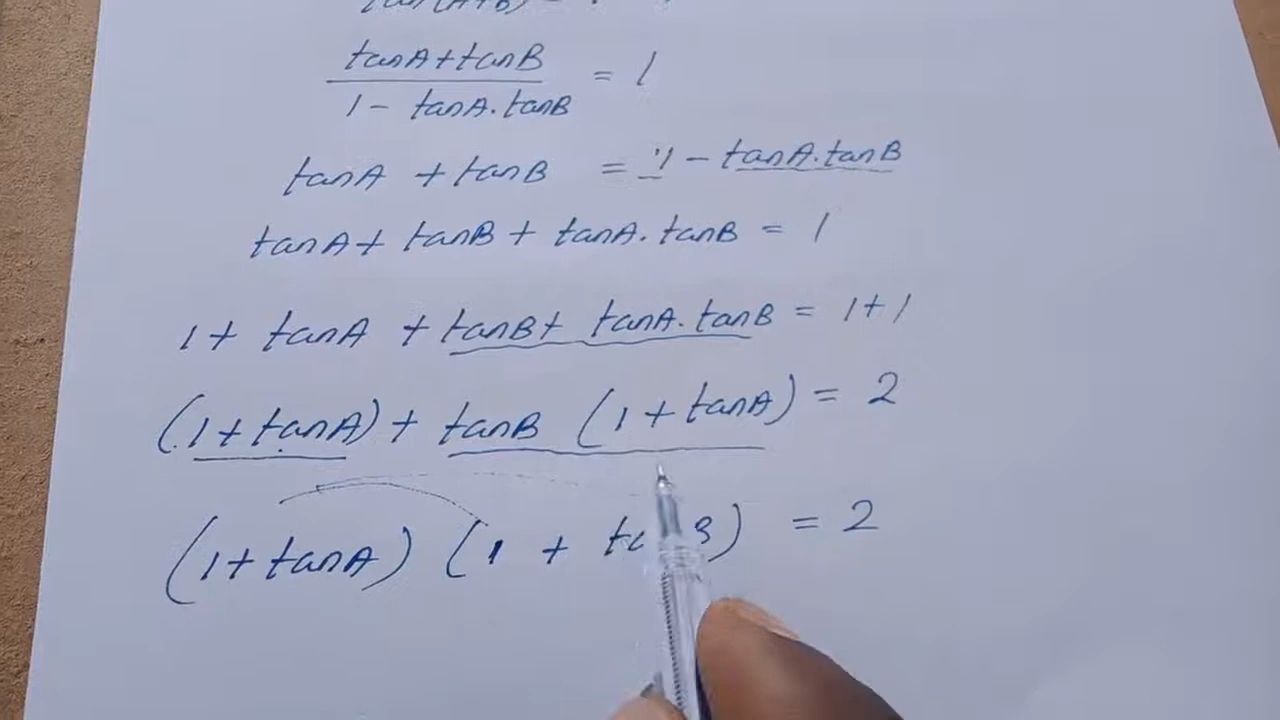 tan(A+B) =
tanA+tanB / 1 - tanA.tanB = 1
tanA + tanB = 1 - tanA.tanB
tanA + tanB + tanA.tanB = 1
1 + tanA + tanB + tanA.tanB = 1+1
(1+tanA) + tanB (1+tanA) = 2
(1+tanA) (1 + B) = 2